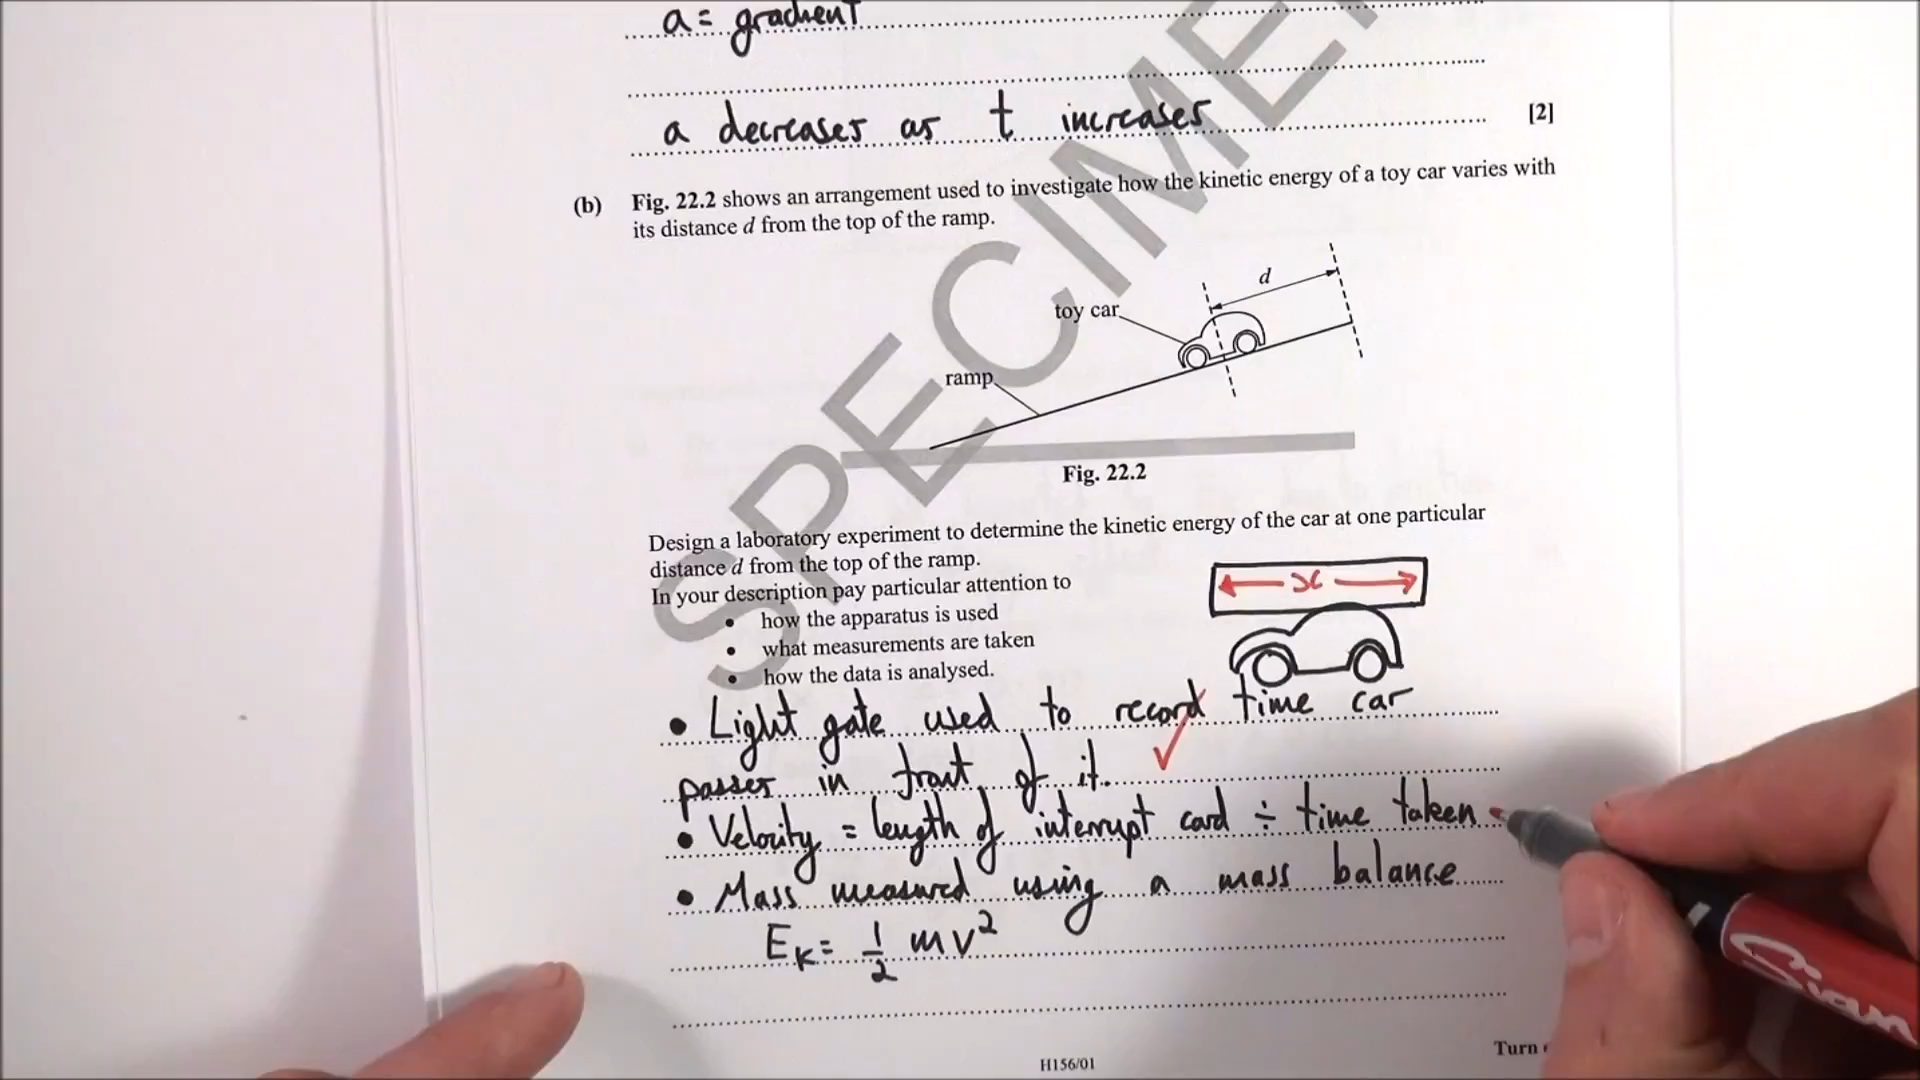 a = gradient
a decreases as t increases
[2]
(b) Fig. 22.2 shows an arrangement used to investigate how the kinetic energy of a toy car varies with
its distance d from the top of the ramp.
d
toy car
ramp
Fig. 22.2
Design a laboratory experiment to determine the kinetic energy of the car at one particular
distance d from the top of the ramp.
In your description pay particular attention to
• how the apparatus is used
• what measurements are taken
• how the data is analysed.
x
• Light gate used to record time car
passes in front of it.
• Velocity = length of interrupt card ÷ time taken
• Mass measured using a mass balance
Eₖ = ½ mv²
H156/01
Turn
SPECIME